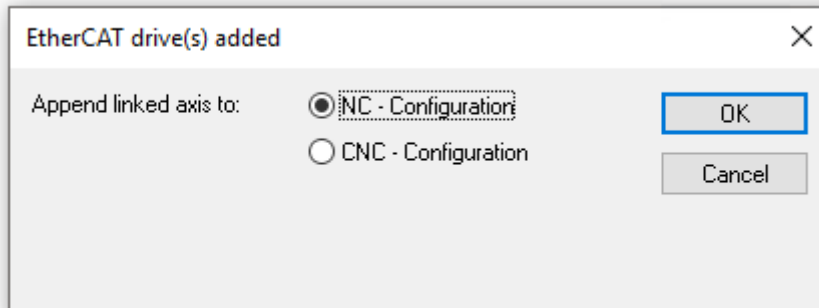 EtherCAT drive(s) added
Append linked axis to:
NC - Configuration
OK
CNC - Configuration
Cancel